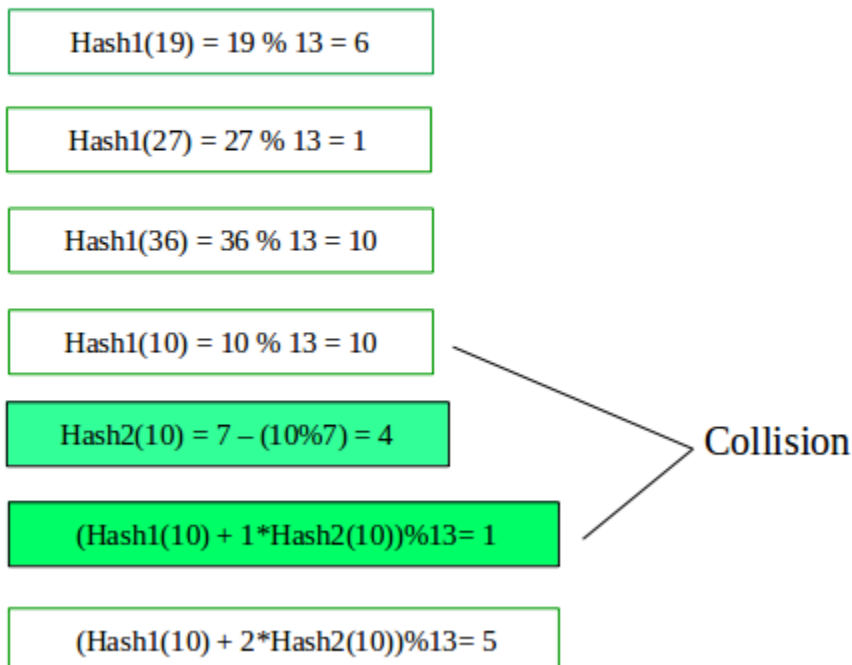 Hash1(19) = 19 % 13 = 6
Hash1(27) = 27 % 13 = 1
Hash1(36) = 36 % 13 = 10
Hash1(10) = 10 % 13 = 10
Hash2(10) = 7 – (10%7) = 4
Collision
(Hash1(10) + 1*Hash2(10))%13= 1
(Hash1(10) + 2*Hash2(10))%13= 5